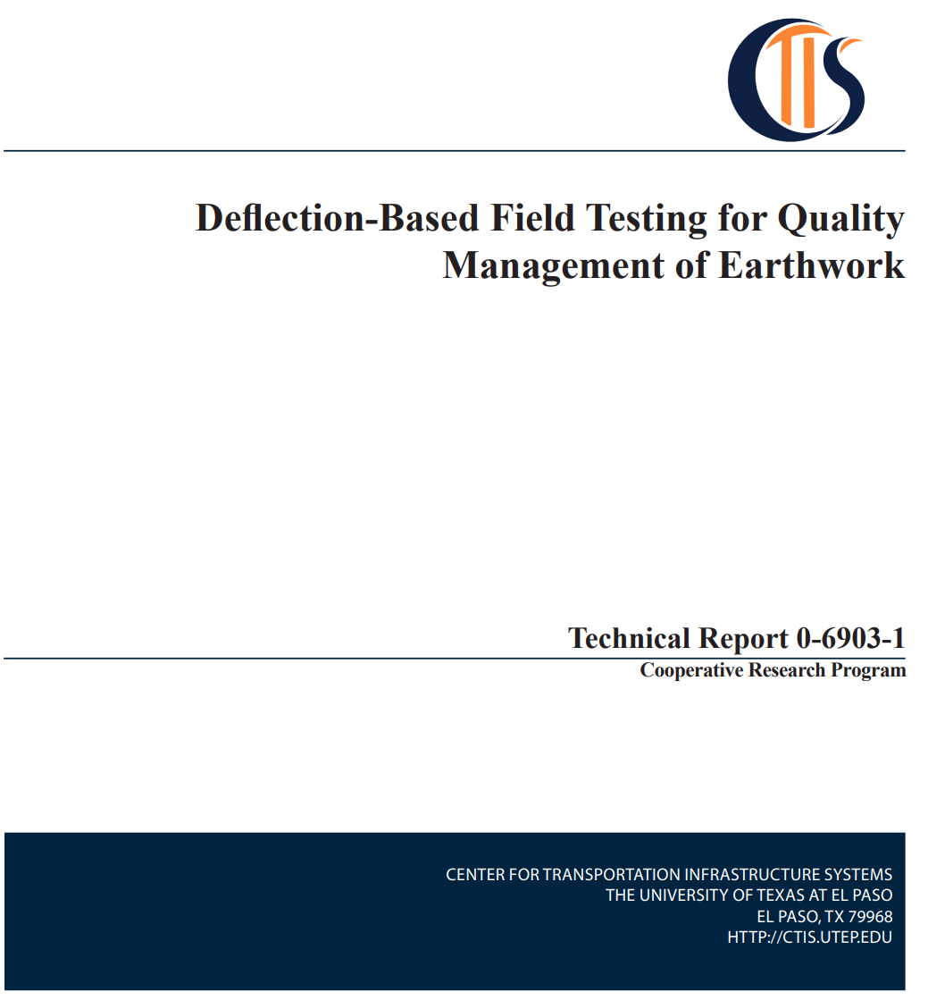 CTIS
Deflection-Based Field Testing for Quality
Management of Earthwork
Technical Report 0-6903-1
Cooperative Research Program
CENTER FOR TRANSPORTATION INFRASTRUCTURE SYSTEMS
THE UNIVERSITY OF TEXAS AT EL PASO
EL PASO, TX 79968
HTTP://CTIS.UTEP.EDU